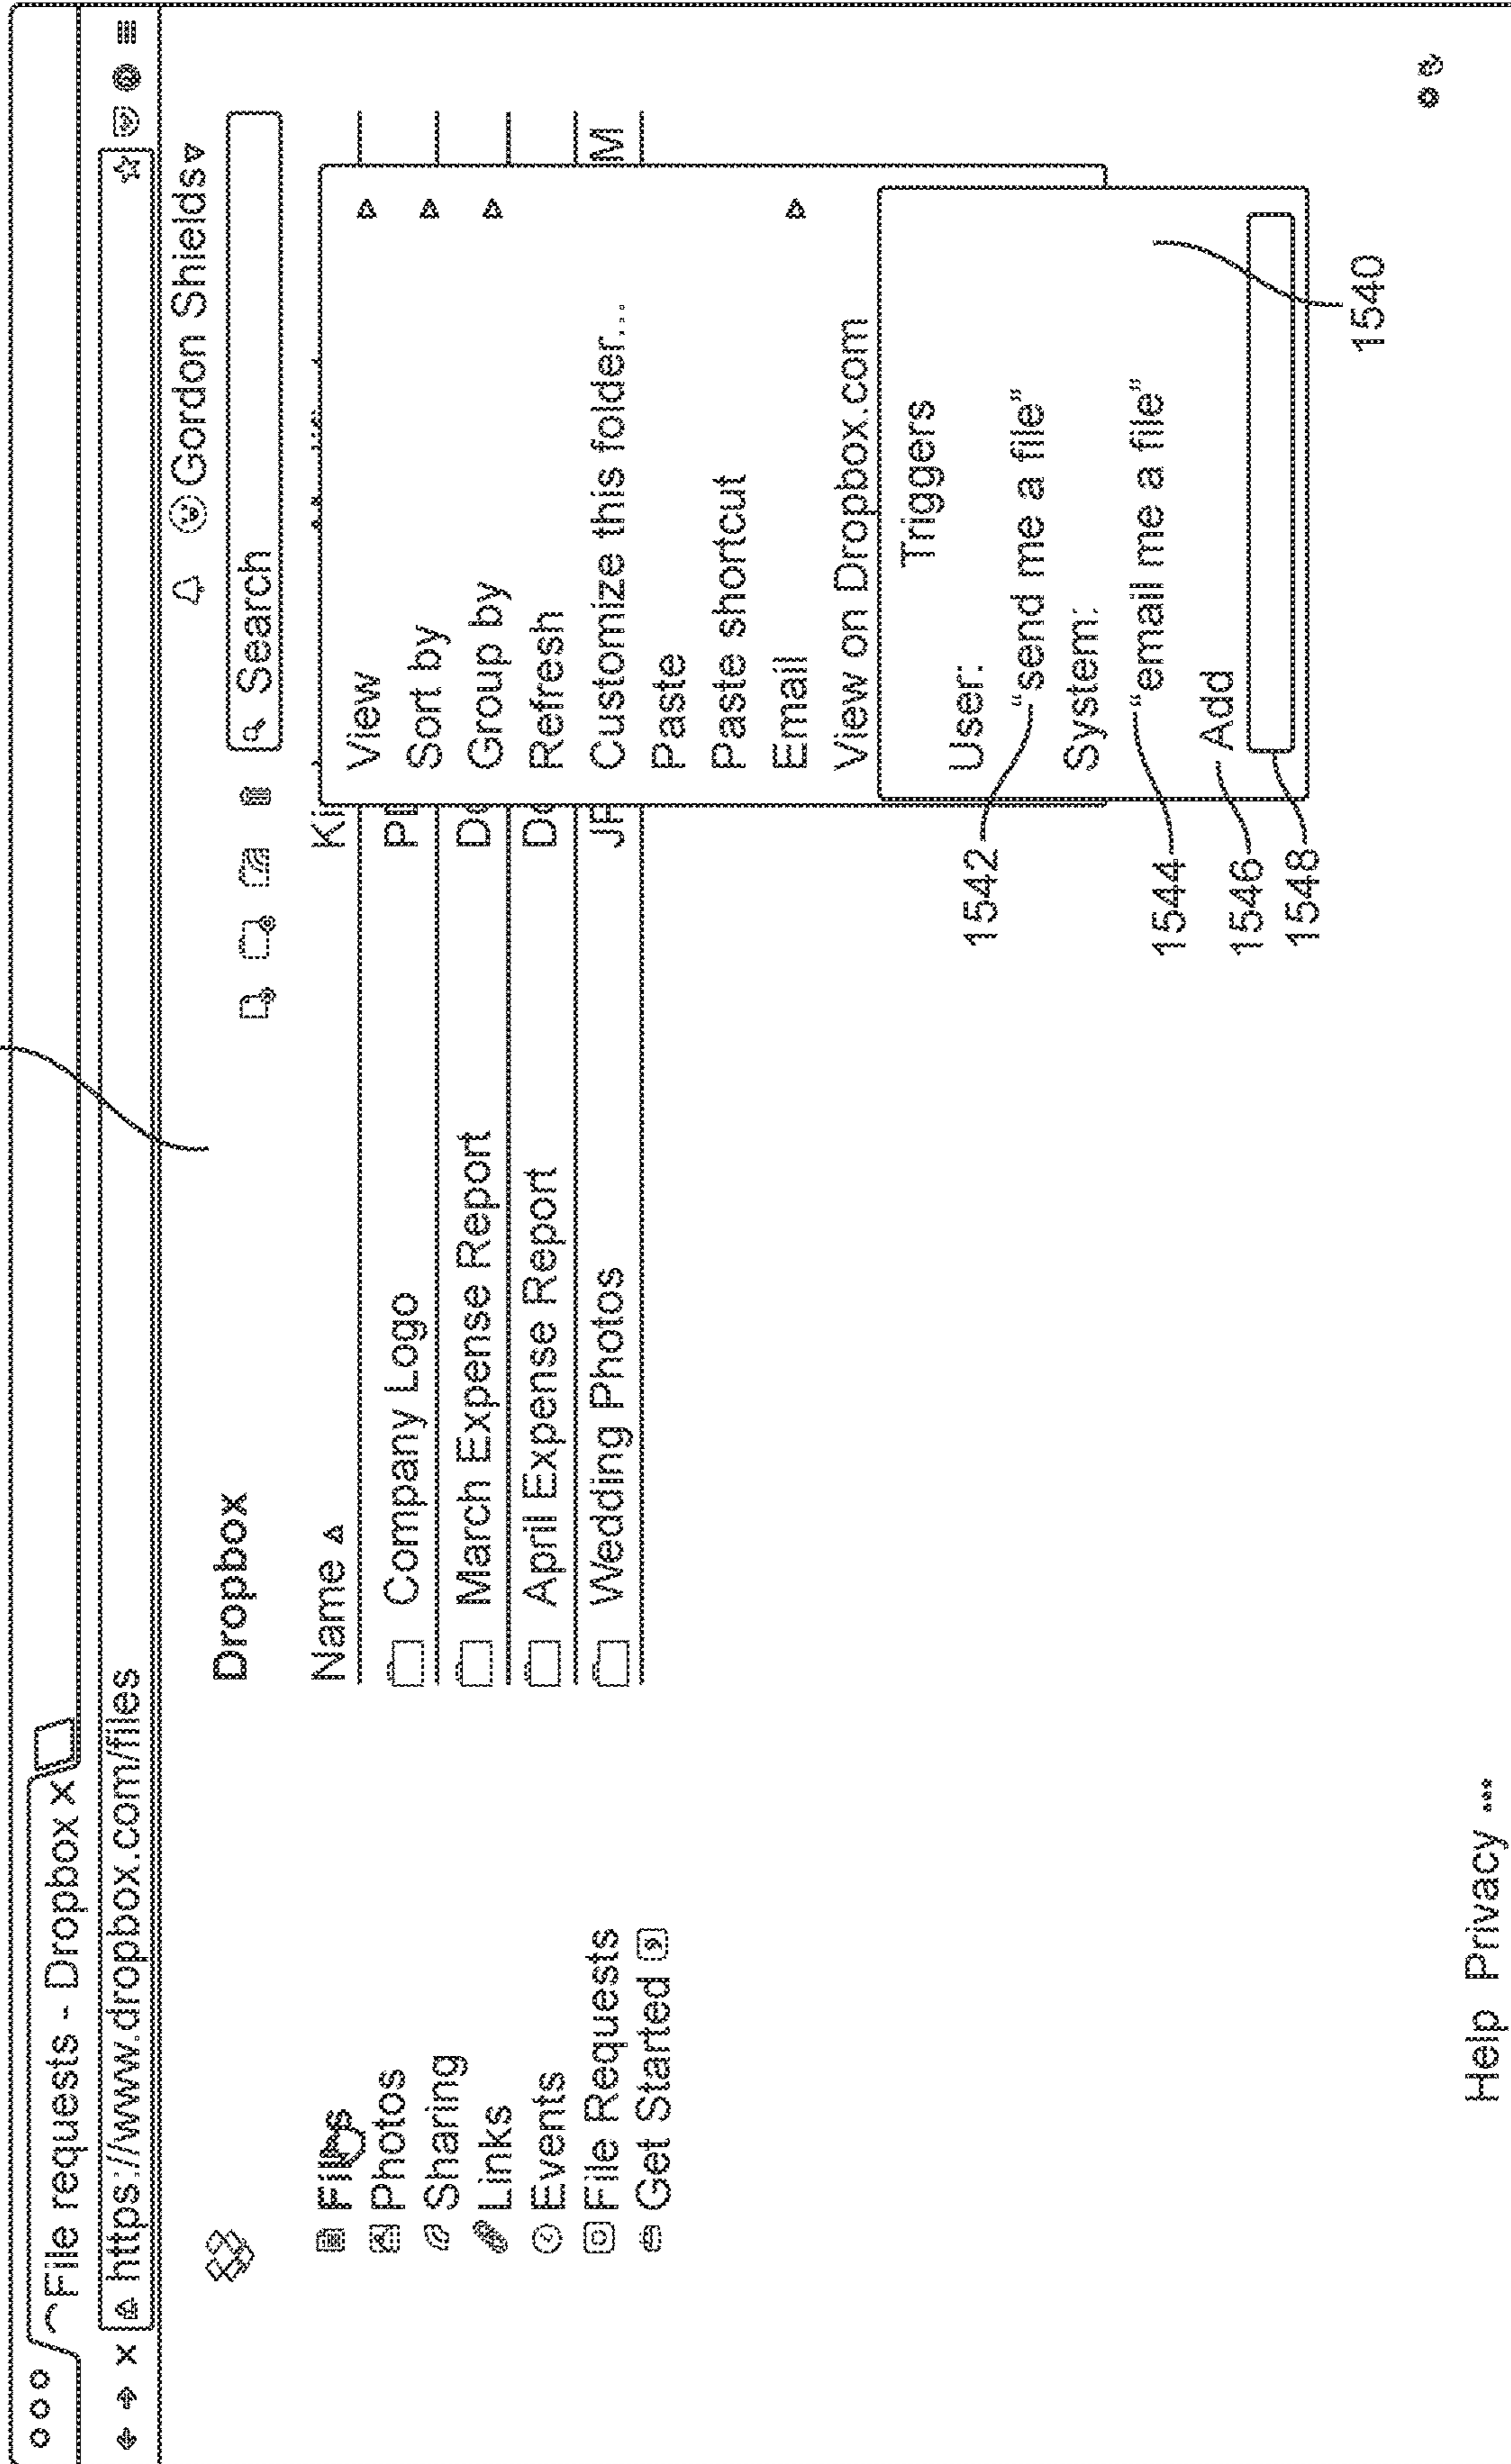 File requests - Dropbox x
https://www.dropbox.com/files
Gordon Shields
Dropbox
Search
Name
Company Logo
March Expense Report
April Expense Report
Wedding Photos
M
Files
Photos
Sharing
Links
Events
File Requests
Get Started
View
Sort by
Group by
Refresh
Customize this folder...
Paste
Paste shortcut
Email
View on Dropbox.com
Triggers
User:
1542
“send me a file”
System:
1544
“email me a file”
1546
Add
1548
1540
Help Privacy ...